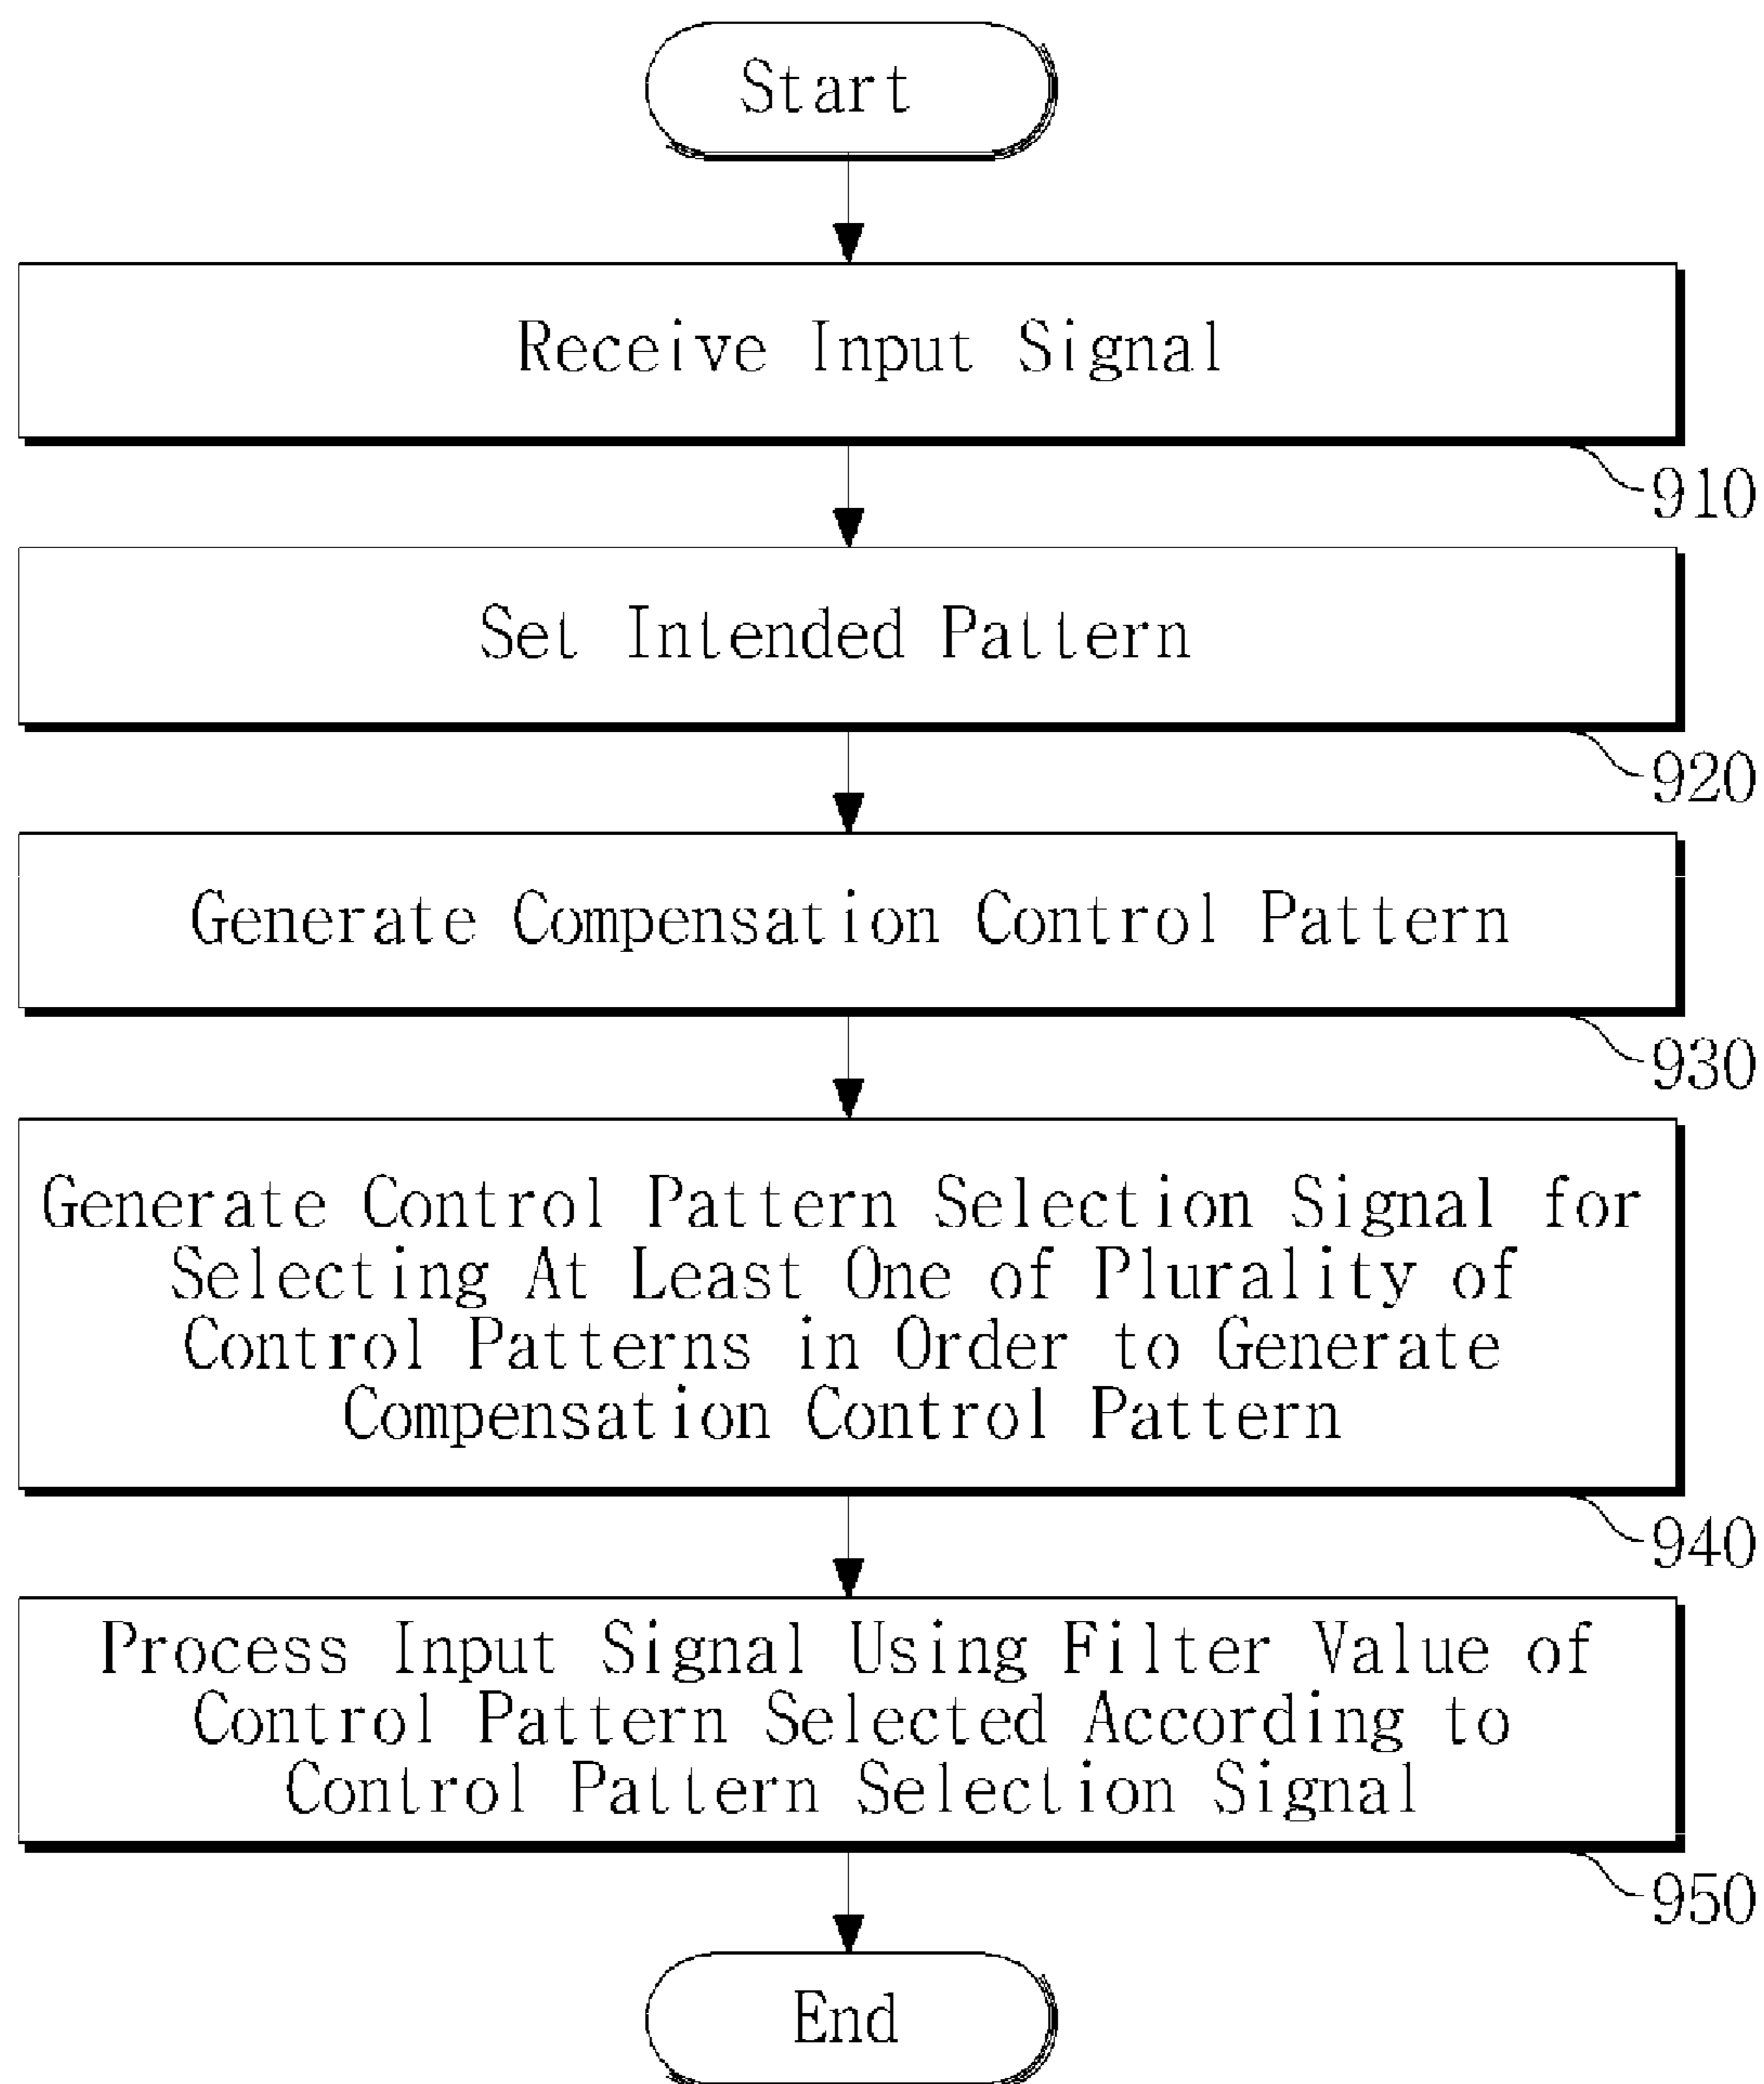 Start
Receive Input Signal
910
Set Intended Pattern
920
Generate Compensation Control Pattern
930
Generate Control Pattern Selection Signal for
Selecting At Least One of Plurality of
Control Patterns in Order to Generate
Compensation Control Pattern
940
Process Input Signal Using Filter Value of
Control Pattern Selected According to
Control Pattern Selection Signal
950
End